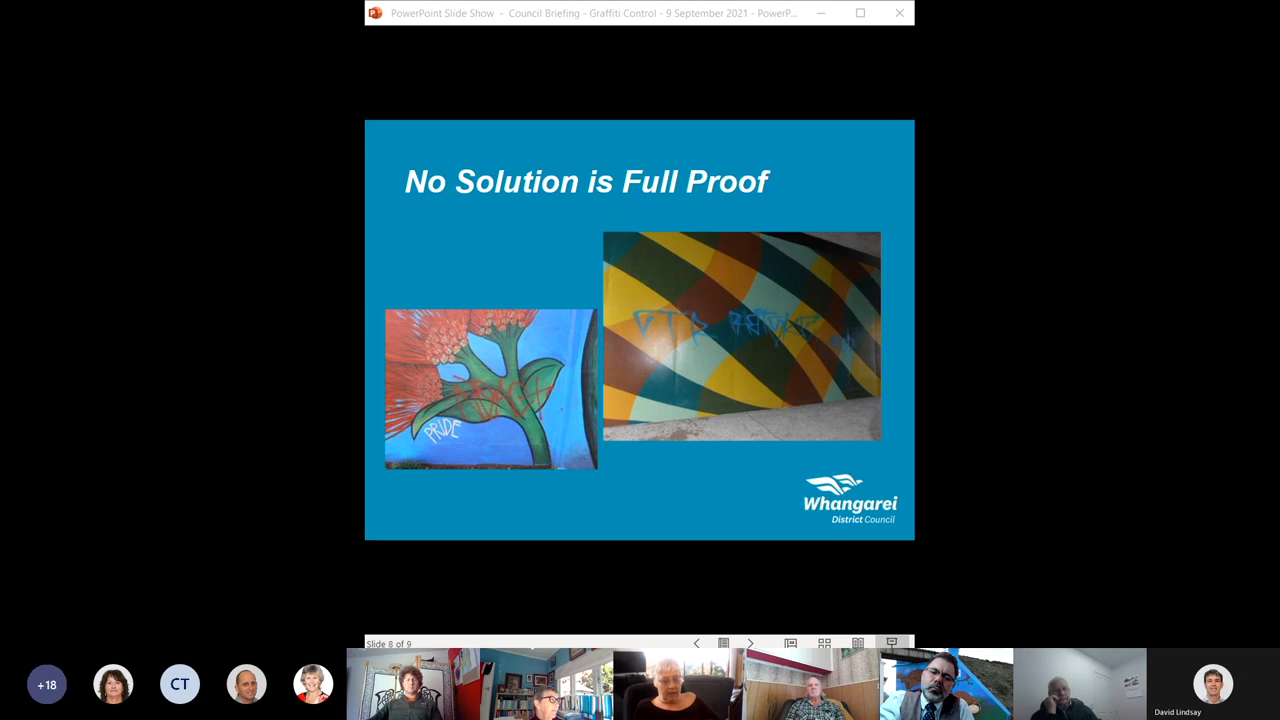 PowerPoint Slide Show - Council Briefing - Graffiti Control - 9 September 2021 - PowerP...
No Solution is Full Proof
PRIDE
Whangarei
District Council
Slide 8 of 9
+18
CT
David Lindsay